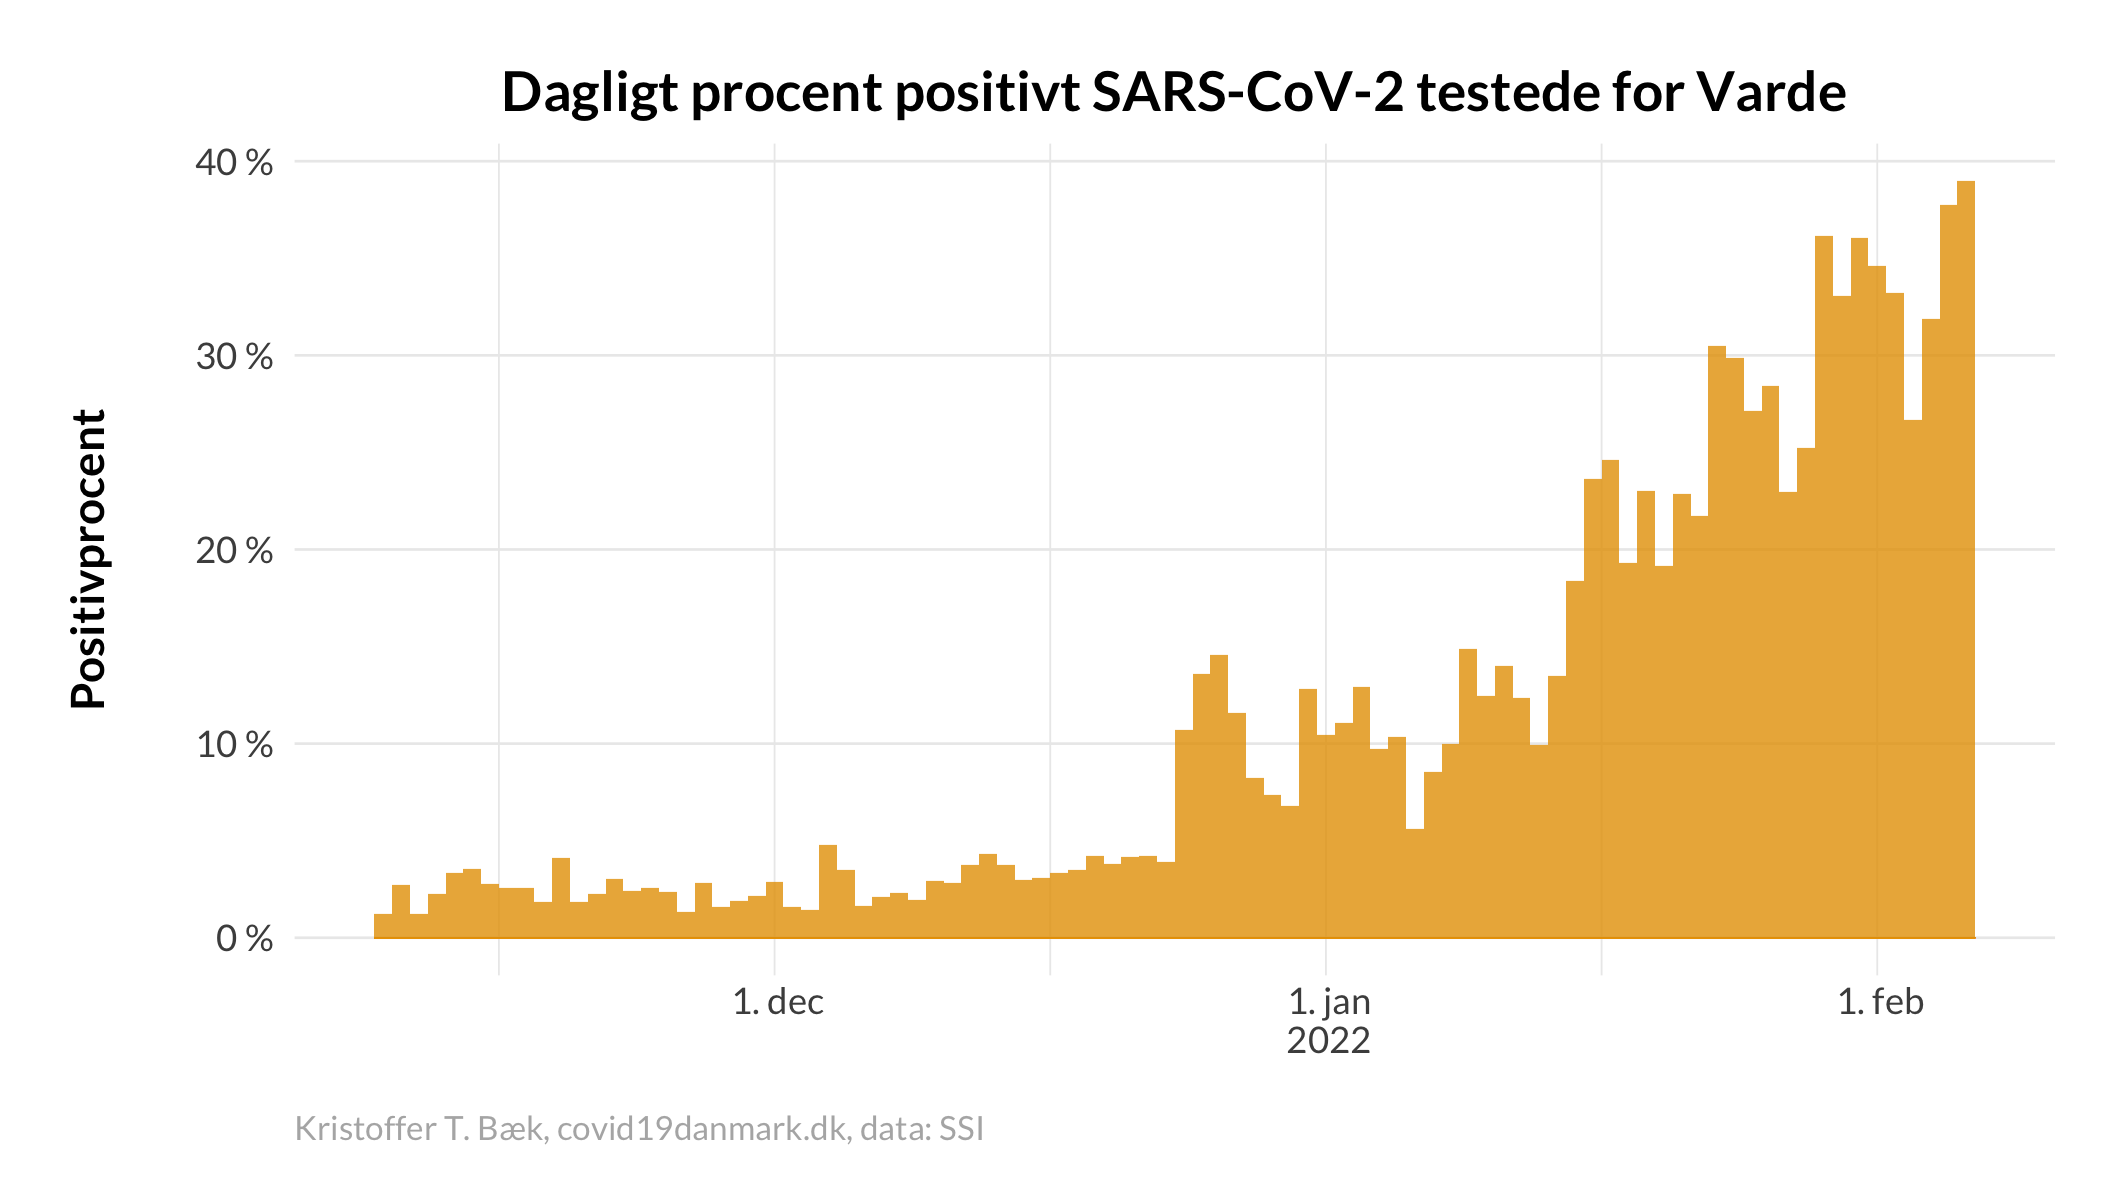 Dagligt procent positivt SARS-CoV-2 testede for Varde
Positivprocent
40 %
30 %
20 %
10 %
0 %
1. dec
1. jan
2022
1. feb
Kristoffer T. Bæk, covid19danmark.dk, data: SSI